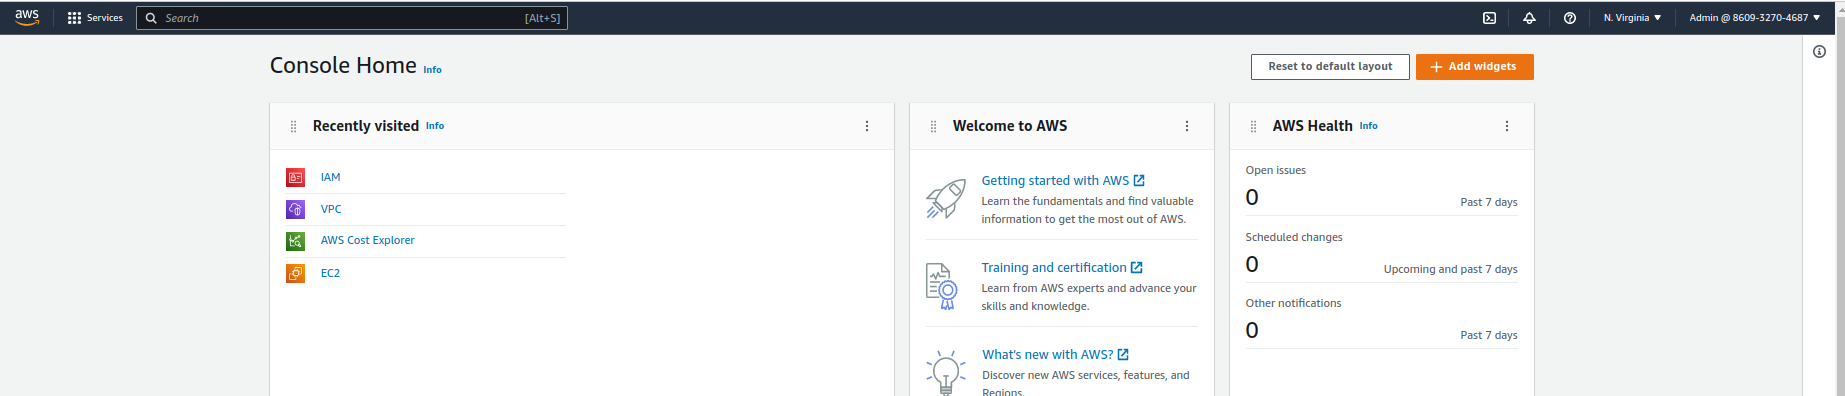 aws
Services
Search
[Alt+S]
N. Virginia
Admin @ 8609-3270-4687
Console Home Info
Reset to default layout
Add widgets
Recently visited Info
IAM
VPC
AWS Cost Explorer
EC2
Welcome to AWS
Getting started with AWS
Learn the fundamentals and find valuable
information to get the most out of AWS.
Training and certification
Learn from AWS experts and advance your
skills and knowledge.
What's new with AWS?
Discover new AWS services, features, and
Regions.
AWS Health Info
Open issues
0
Past 7 days
Scheduled changes
0
Upcoming and past 7 days
Other notifications
0
Past 7 days